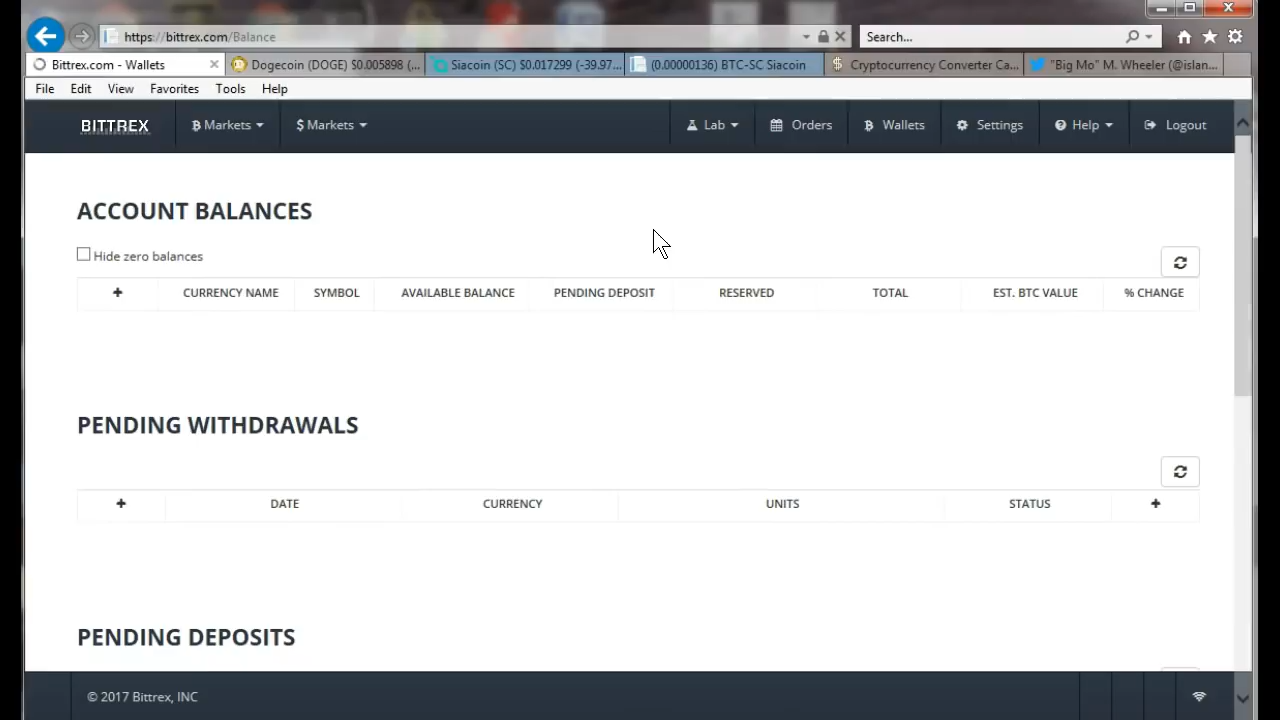 https://bittrex.com/Balance
Search...
Bittrex.com - Wallets
Dogecoin (DOGE) $0.005898 (...
Siacoin (SC) $0.017299 (-39.97...
(0.00000136) BTC-SC Siacoin
Cryptocurrency Converter Ca...
"Big Mo" M. Wheeler (@islan...
File Edit View Favorites Tools Help
BITTREX
Markets
$ Markets
Lab
Orders
Wallets
Settings
Help
Logout
ACCOUNT BALANCES
Hide zero balances
+ CURRENCY NAME SYMBOL AVAILABLE BALANCE PENDING DEPOSIT RESERVED TOTAL EST. BTC VALUE % CHANGE
PENDING WITHDRAWALS
+ DATE CURRENCY UNITS STATUS +
PENDING DEPOSITS
© 2017 Bittrex, INC